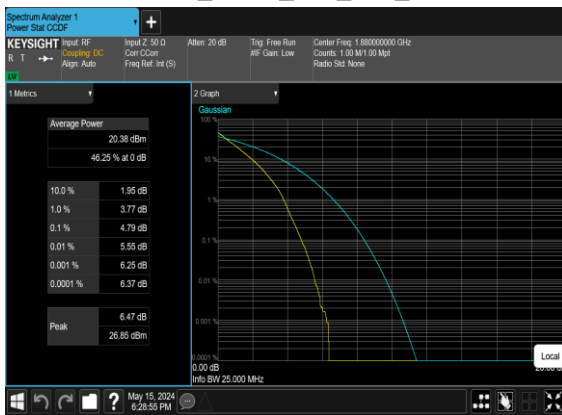 Spectrum Analyzer 1
Power Stat CCDF
+
KEYSIGHT
R T
LXI
Input: RF
Coupling: DC
Align: Auto
Input Z: 50 Ω
Corr CCorr
Freq Ref: Int (S)
Atten: 20 dB
Trig: Free Run
#IF Gain: Low
Center Freq: 1.880000000 GHz
Counts: 1.00 M/1.00 Mpt
Radio Std: None
1 Metrics
Average Power
20.38 dBm
46.25 % at 0 dB
10.0 % 1.95 dB
1.0 % 3.77 dB
0.1 % 4.79 dB
0.01 % 5.55 dB
0.001 % 6.25 dB
0.0001 % 6.37 dB
Peak
6.47 dB
26.85 dBm
2 Graph
Gaussian
100 %
10 %
1 %
0.1 %
0.01 %
0.001 %
0.0001 %
0.00 dB
Info BW 25.000 MHz
Local
?
May 15, 2024
6:28:55 PM